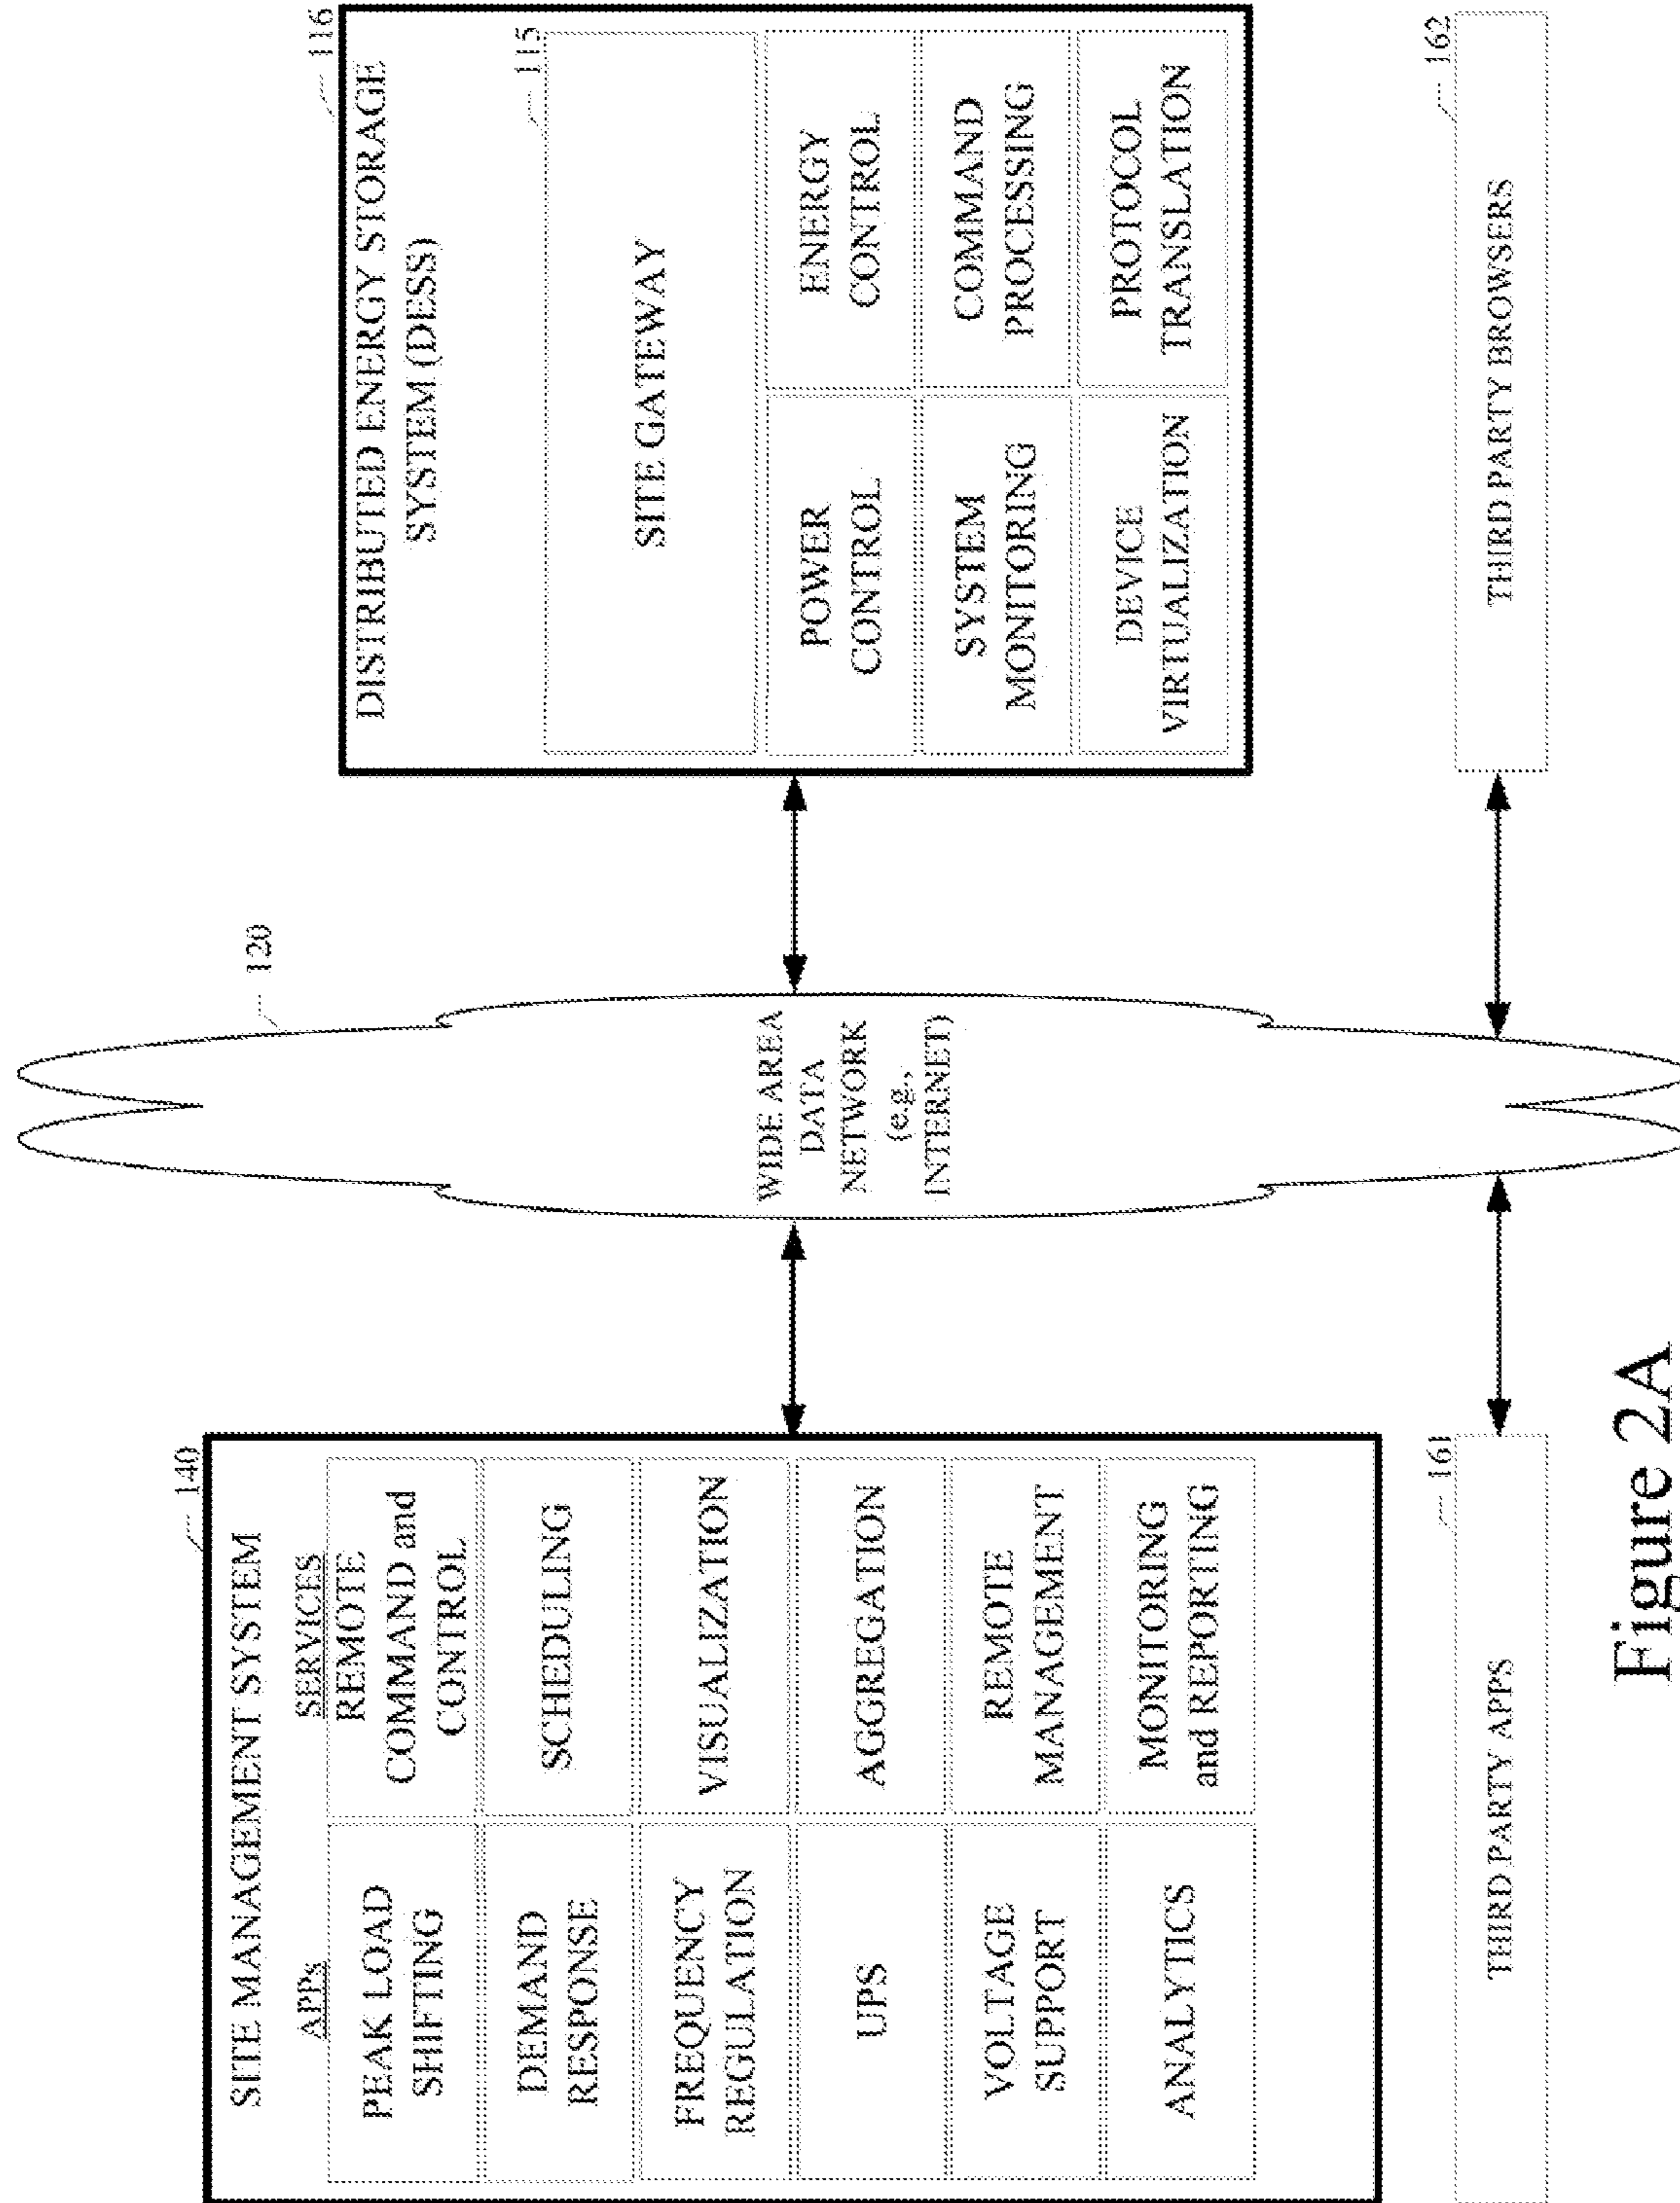 SITE MANAGEMENT SYSTEM
140
APPs
SERVICES
PEAK LOAD
SHIFTING
REMOTE
COMMAND and
CONTROL
DEMAND
RESPONSE
SCHEDULING
FREQUENCY
REGULATION
VISUALIZATION
UPS
AGGREGATION
VOLTAGE
SUPPORT
REMOTE
MANAGEMENT
ANALYTICS
MONITORING
and REPORTING
120
WIDE AREA
DATA
NETWORK
(e.g.,
INTERNET)
116
DISTRIBUTED ENERGY STORAGE
SYSTEM (DESS)
115
SITE GATEWAY
POWER
CONTROL
ENERGY
CONTROL
SYSTEM
MONITORING
COMMAND
PROCESSING
DEVICE
VIRTUALIZATION
PROTOCOL
TRANSLATION
161
THIRD PARTY APPS
162
THIRD PARTY BROWSERS
Figure 2A